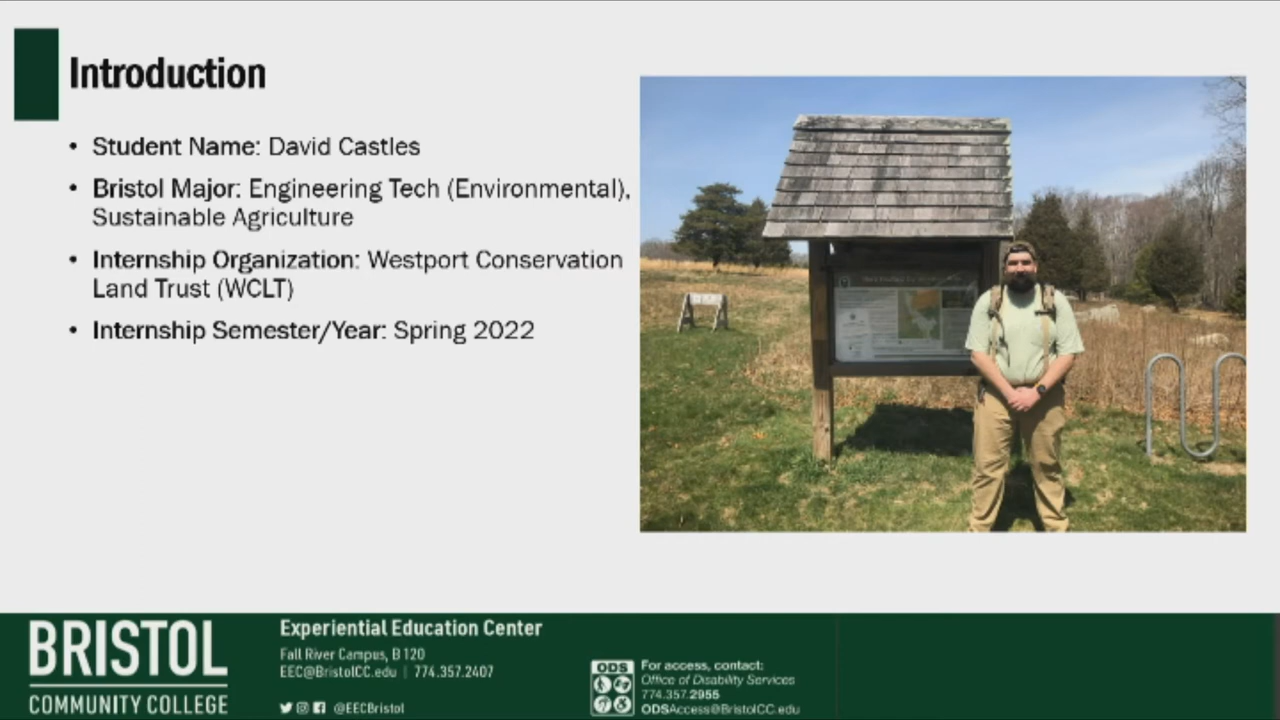 Introduction
• Student Name: David Castles
• Bristol Major: Engineering Tech (Environmental),
Sustainable Agriculture
• Internship Organization: Westport Conservation
Land Trust (WCLT)
• Internship Semester/Year: Spring 2022
BRISTOL
COMMUNITY COLLEGE
Experiential Education Center
Fall River Campus, B 120
EEC@BristolCC.edu | 774.357.2407
@EECBristol
ODS
For access, contact:
Office of Disability Services
774.357.2955
ODSAccess@BristolCC.edu